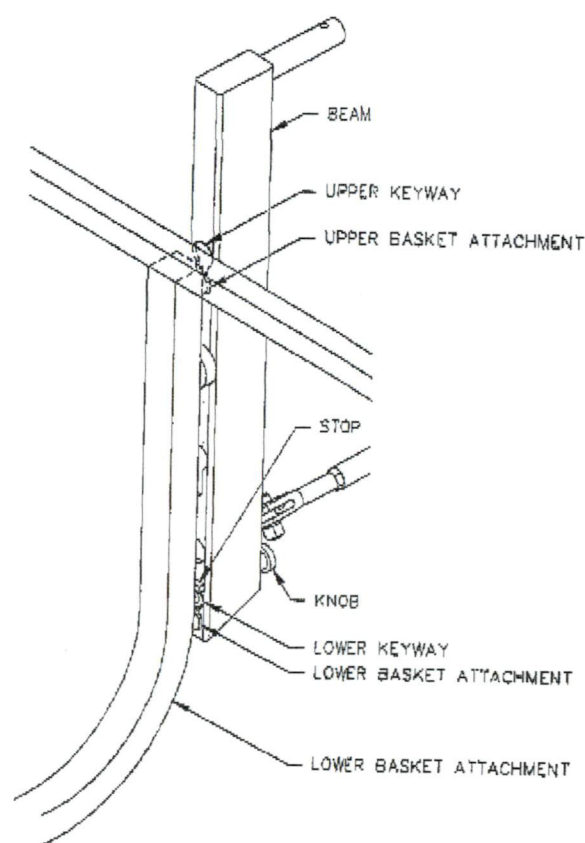 BEAM
UPPER KEYWAY
UPPER BASKET ATTACHMENT
STOP
KNOB
LOWER KEYWAY
LOWER BASKET ATTACHMENT
LOWER BASKET ATTACHMENT